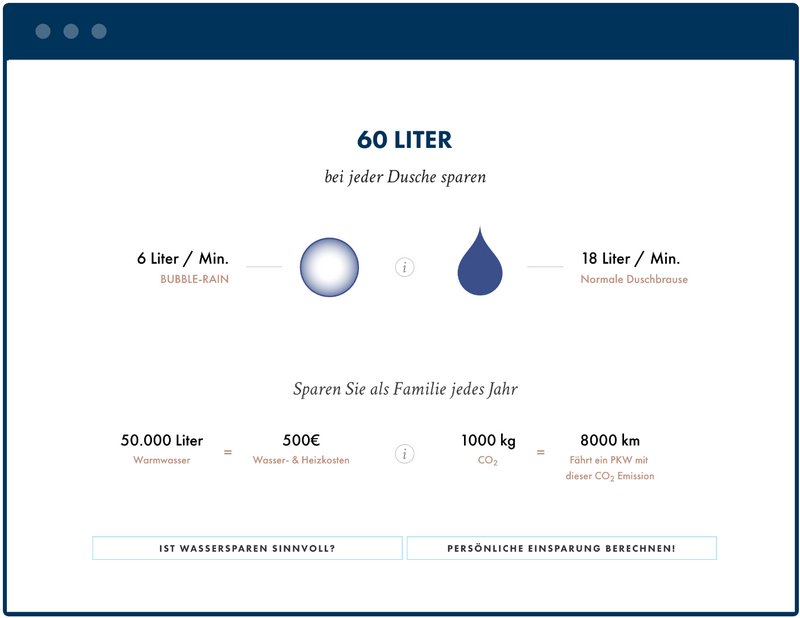 60 LITER
bei jeder Dusche sparen
6 Liter / Min.
BUBBLE-RAIN
i
18 Liter / Min.
Normale Duschbrause
Sparen Sie als Familie jedes Jahr
50.000 Liter
Warmwasser
=
500€
Wasser- & Heizkosten
i
1000 kg
CO₂
=
8000 km
Fährt ein PKW mit
dieser CO₂ Emission
IST WASSERSPAREN SINNVOLL?
PERSÖNLICHE EINSPARUNG BERECHNEN!